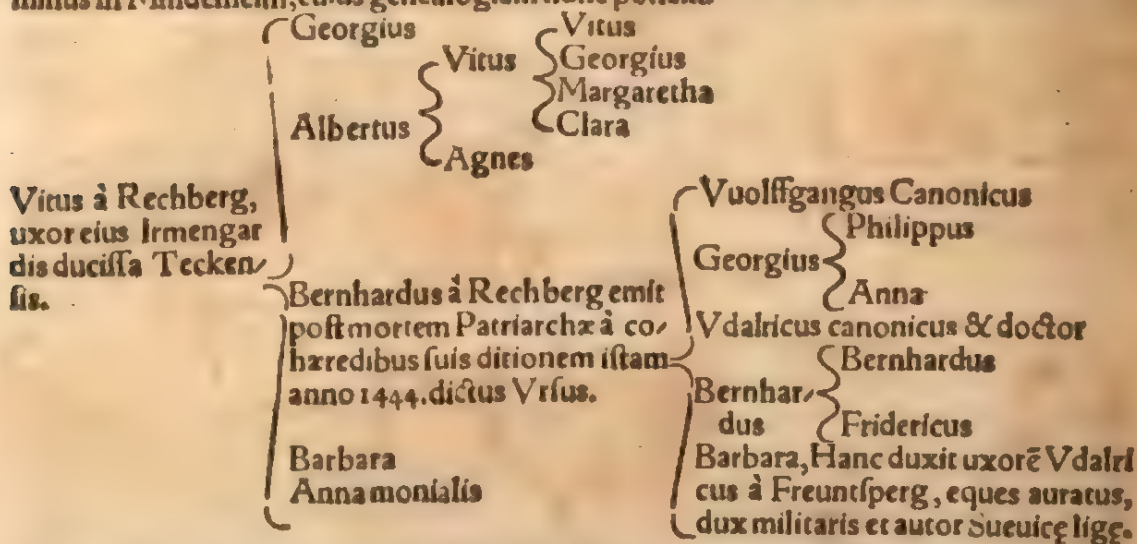 Georgius
Albertus
Vitus
Agnes
Vitus
Georgius
Margaretha
Clara
Vitus à Rechberg,
uxor eius Irmengar
dis ducissa Tecken/
sis.
Bernhardus à Rechberg emit
post mortem Patriarchæ à co/
hæredibus suis ditionem istam
anno 1444. dictus Vrsus.
Barbara
Anna monialis
Vuolffgangus Canonicus
Georgius
Philippus
Anna
Vdalricus canonicus & doctor
Bernhar/
dus
Bernhardus
Fridericus
Barbara, Hanc duxit uxorē Vdalri
cus à Freuntsperg, eques auratus,
dux militaris et autor Sueuicę ligę.